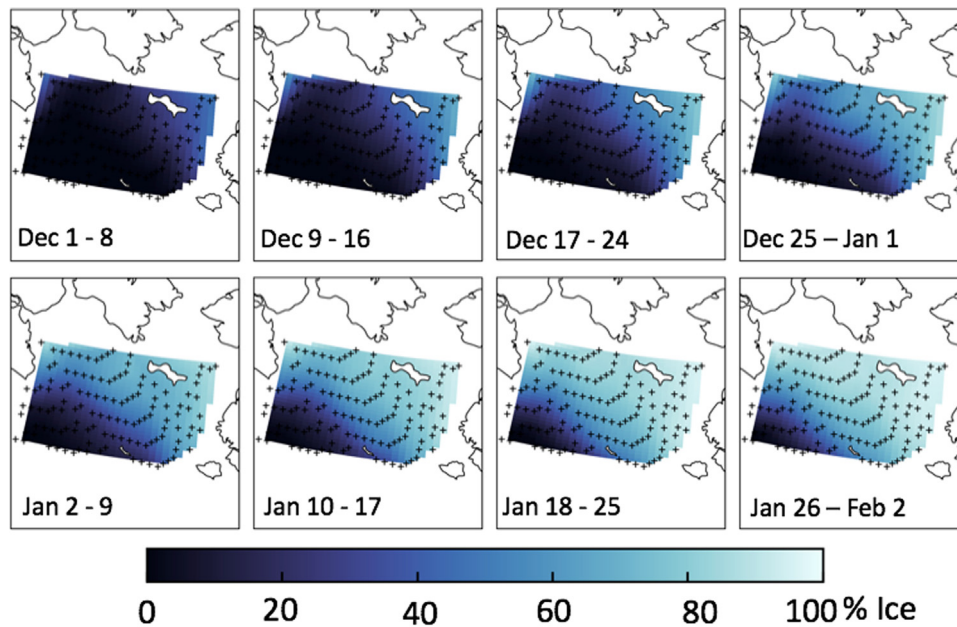 Dec 1 - 8
Dec 9 - 16
Dec 17 - 24
Dec 25 – Jan 1
Jan 2 - 9
Jan 10 - 17
Jan 18 - 25
Jan 26 – Feb 2
0 20 40 60 80 100 % Ice